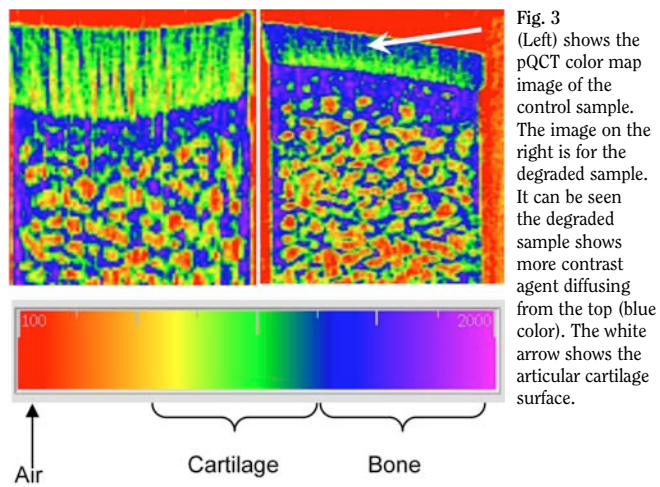 Fig. 3
(Left) shows the
pQCT color map
image of the
control sample.
The image on the
right is for the
degraded sample.
It can be seen
the degraded
sample shows
more contrast
agent diffusing
from the top (blue
color). The white
arrow shows the
articular cartilage
surface.
100 2000
Cartilage Bone
Air